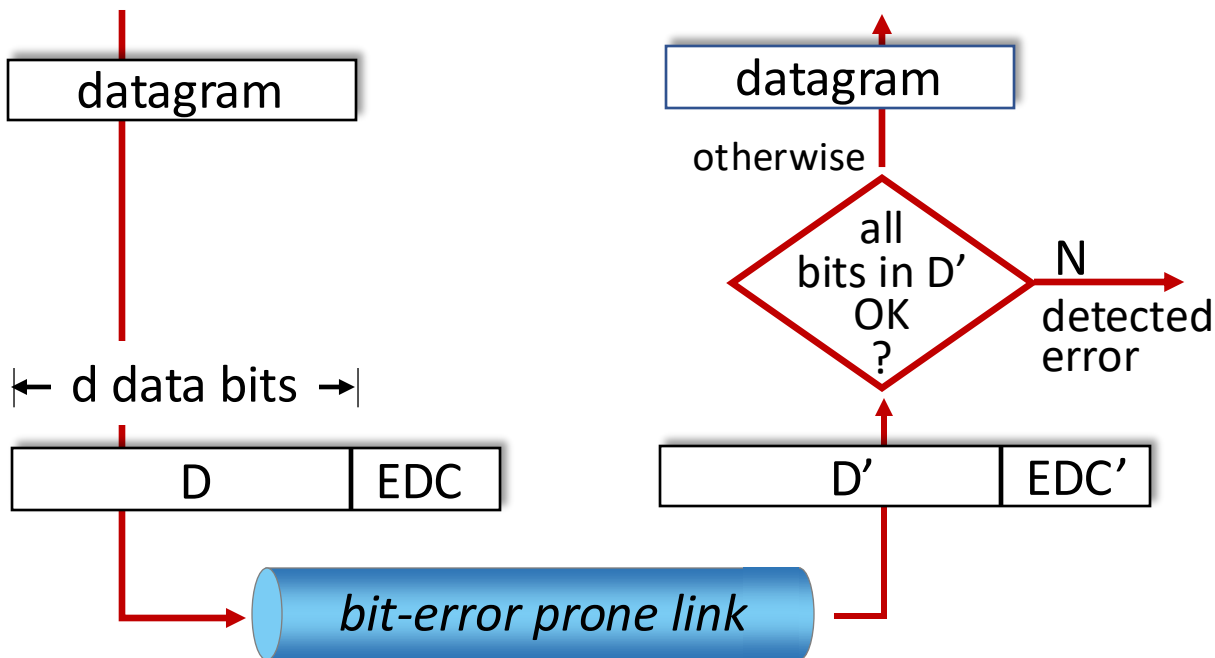 datagram
d data bits
D
EDC
bit-error prone link
D’
EDC’
all
bits in D’
OK
?
N
detected
error
otherwise
datagram